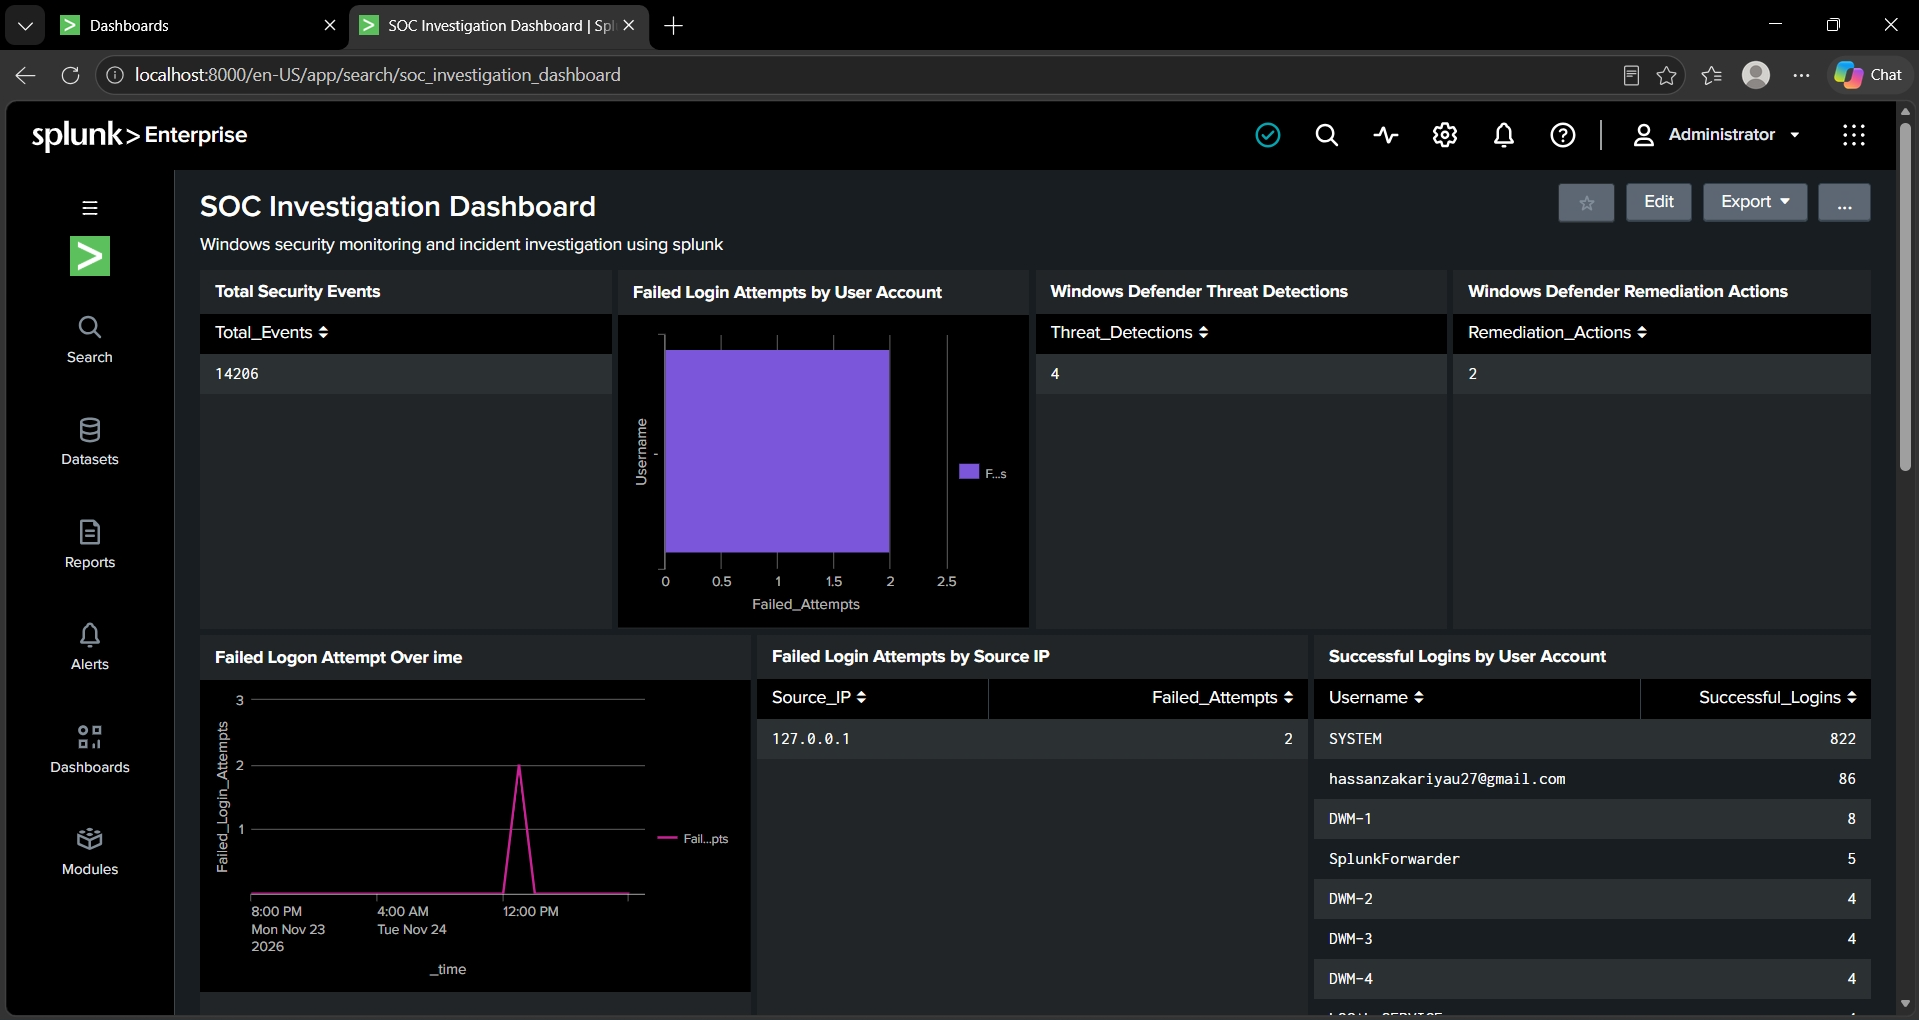 Dashboards
SOC Investigation Dashboard | Spl
localhost:8000/en-US/app/search/soc_investigation_dashboard
Chat
splunk>Enterprise
Administrator
SOC Investigation Dashboard
Edit
Export
...
Windows security monitoring and incident investigation using splunk
Search
Datasets
Reports
Alerts
Dashboards
Modules
Total Security Events
Total_Events
14206
Failed Login Attempts by User Account
Username
-
F...s
0 0.5 1 1.5 2 2.5
Failed_Attempts
Windows Defender Threat Detections
Threat_Detections
4
Windows Defender Remediation Actions
Remediation_Actions
2
Failed Logon Attempt Over ime
Failed_Login_Attempts
3
2
1
Fail...pts
8:00 PM 4:00 AM 12:00 PM
Mon Nov 23 Tue Nov 24
2026
_time
Failed Login Attempts by Source IP
Source_IP Failed_Attempts
127.0.0.1 2
Successful Logins by User Account
Username Successful_Logins
SYSTEM 822
hassanzakariyau27@gmail.com 86
DWM-1 8
SplunkForwarder 5
DWM-2 4
DWM-3 4
DWM-4 4